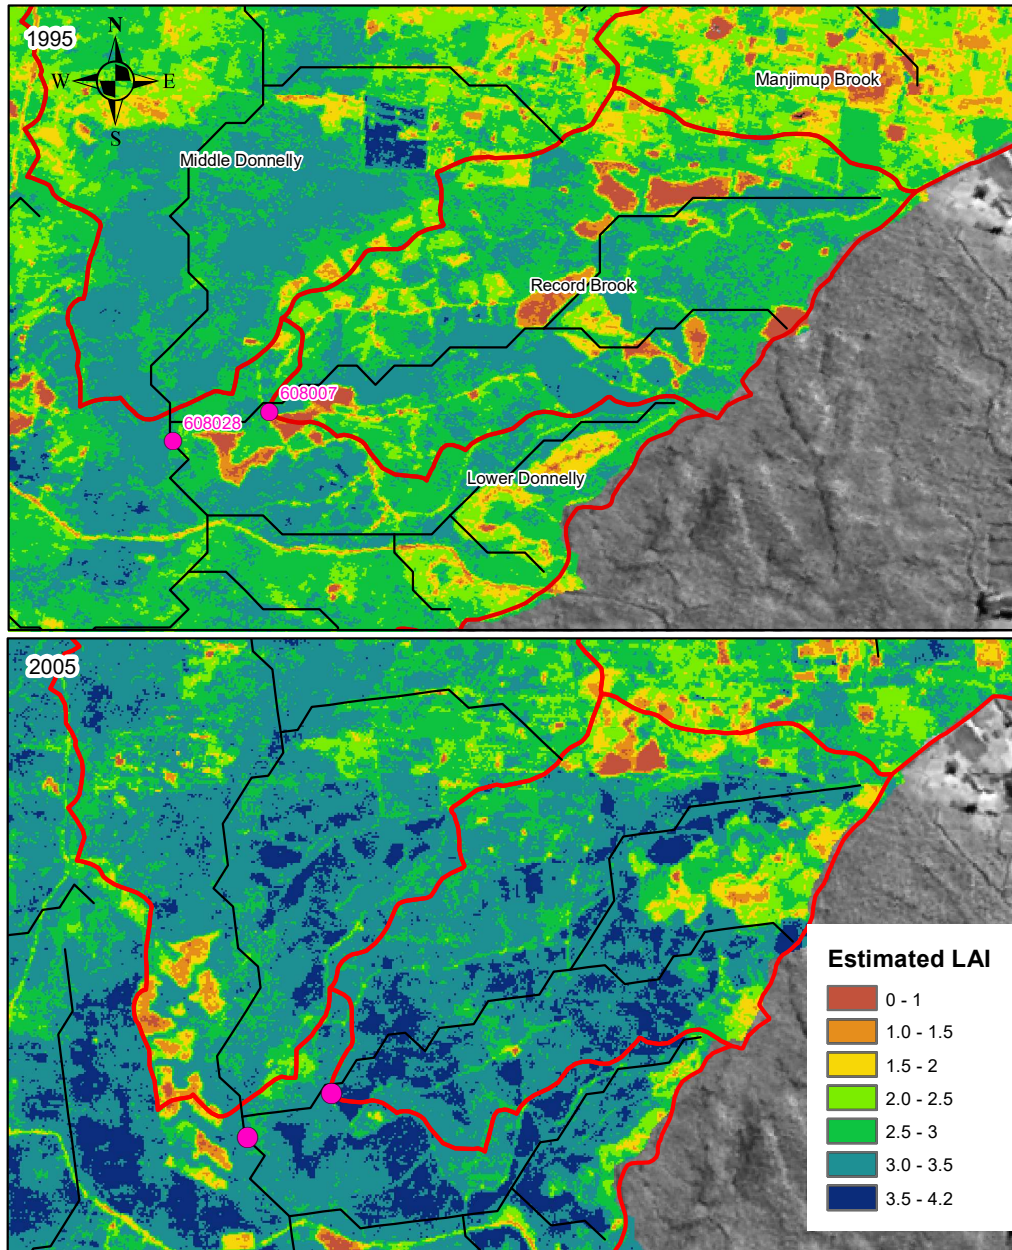 1995
N
W E
S
Manjimup Brook
Middle Donnelly
Record Brook
608007
608028
Lower Donnelly
2005
Estimated LAI
0 - 1
1.0 - 1.5
1.5 - 2
2.0 - 2.5
2.5 - 3
3.0 - 3.5
3.5 - 4.2